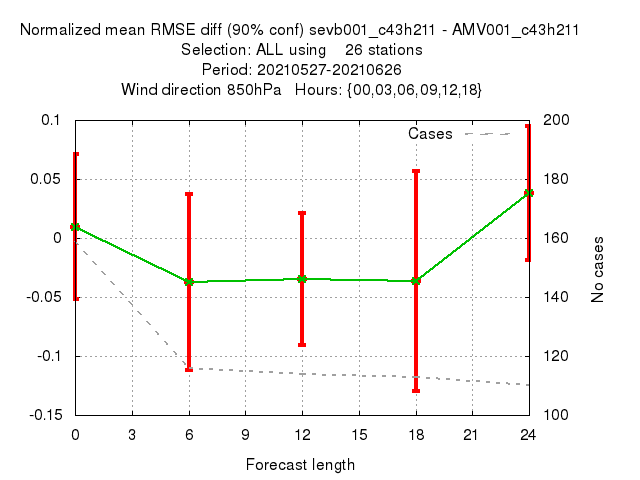 Normalized mean RMSE diff (90% conf) sevb001_c43h211 - AMV001_c43h211
Selection: ALL using    26 stations
Period: 20210527-20210626
Wind direction 850hPa   Hours: {00,03,06,09,12,18}
0.1
0.05
0
-0.05
-0.1
-0.15
Cases
200
180
160
140
120
100
No cases
0 3 6 9 12 15 18 21 24
Forecast length